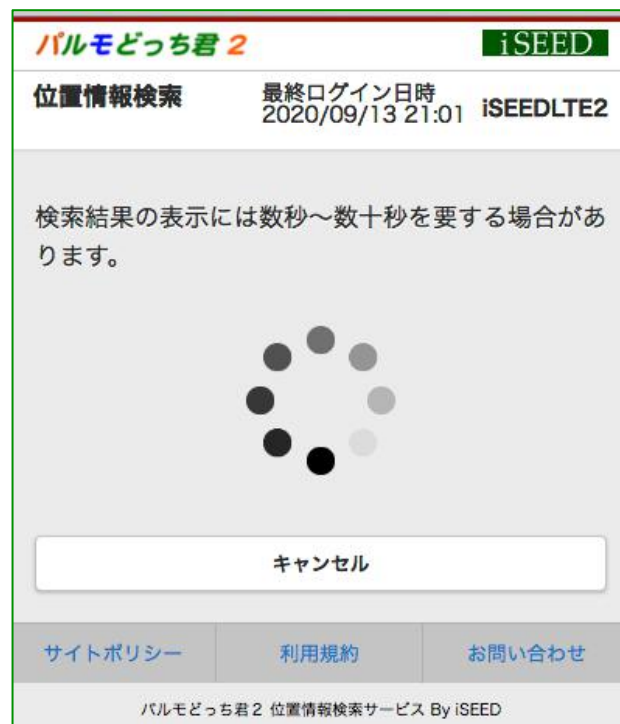 パルモどっち君 2
iSEED
位置情報検索
最終ログイン日時
2020/09/13 21:01
iSEEDLTE2
検索結果の表示には数秒～数十秒を要する場合があ
ります。
キャンセル
サイトポリシー
利用規約
お問い合わせ
パルモどっち君２ 位置情報検索サービス By iSEED